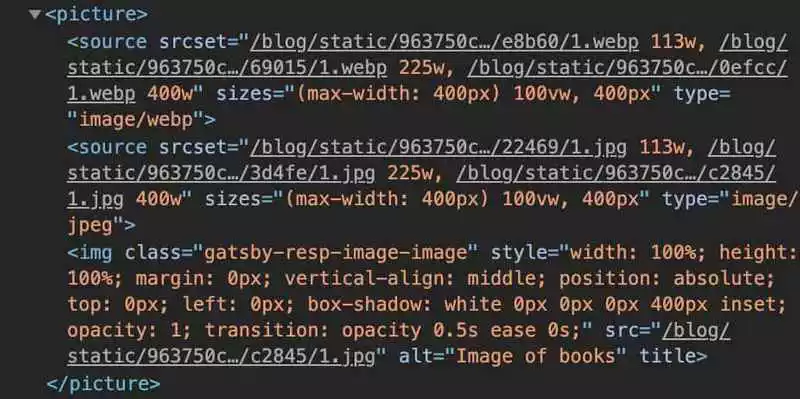 <picture>
<source srcset="/blog/static/963750c…/e8b60/1.webp 113w, /blog/
static/963750c…/69015/1.webp 225w, /blog/static/963750c…/0efcc/
1.webp 400w" sizes="(max-width: 400px) 100vw, 400px" type=
"image/webp">
<source srcset="/blog/static/963750c…/22469/1.jpg 113w, /blog/
static/963750c…/3d4fe/1.jpg 225w, /blog/static/963750c…/c2845/
1.jpg 400w" sizes="(max-width: 400px) 100vw, 400px" type="image/
jpeg">
<img class="gatsby-resp-image-image" style="width: 100%; height:
100%; margin: 0px; vertical-align: middle; position: absolute;
top: 0px; left: 0px; box-shadow: white 0px 0px 0px 400px inset;
opacity: 1; transition: opacity 0.5s ease 0s;" src="/blog/
static/963750c…/c2845/1.jpg" alt="Image of books" title>
</picture>